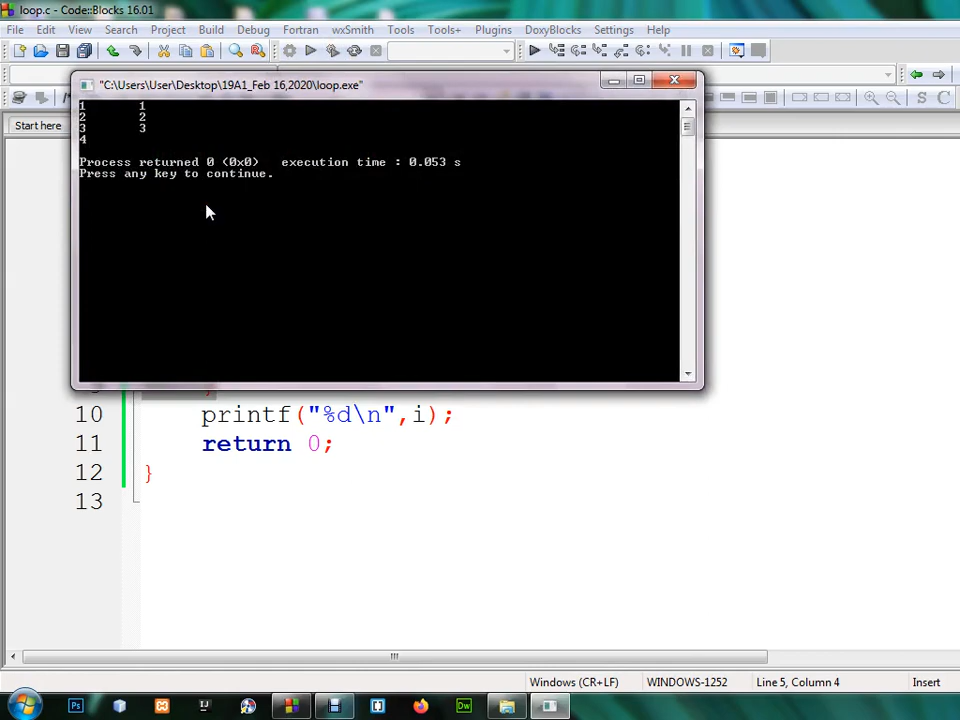 loop.c - Code::Blocks 16.01
File Edit View Search Project Build Debug Fortran wxSmith Tools Tools+ Plugins DoxyBlocks Settings Help
"C:\Users\User\Desktop\19A1_Feb 16,2020\loop.exe"
Start here
1 1
2 2
3 3
4
Process returned 0 (0x0) execution time : 0.053 s
Press any key to continue.
10 printf("%d\n",i);
11 return 0;
12 }
13
Windows (CR+LF) WINDOWS-1252 Line 5, Column 4 Insert
Ps IJ Dw